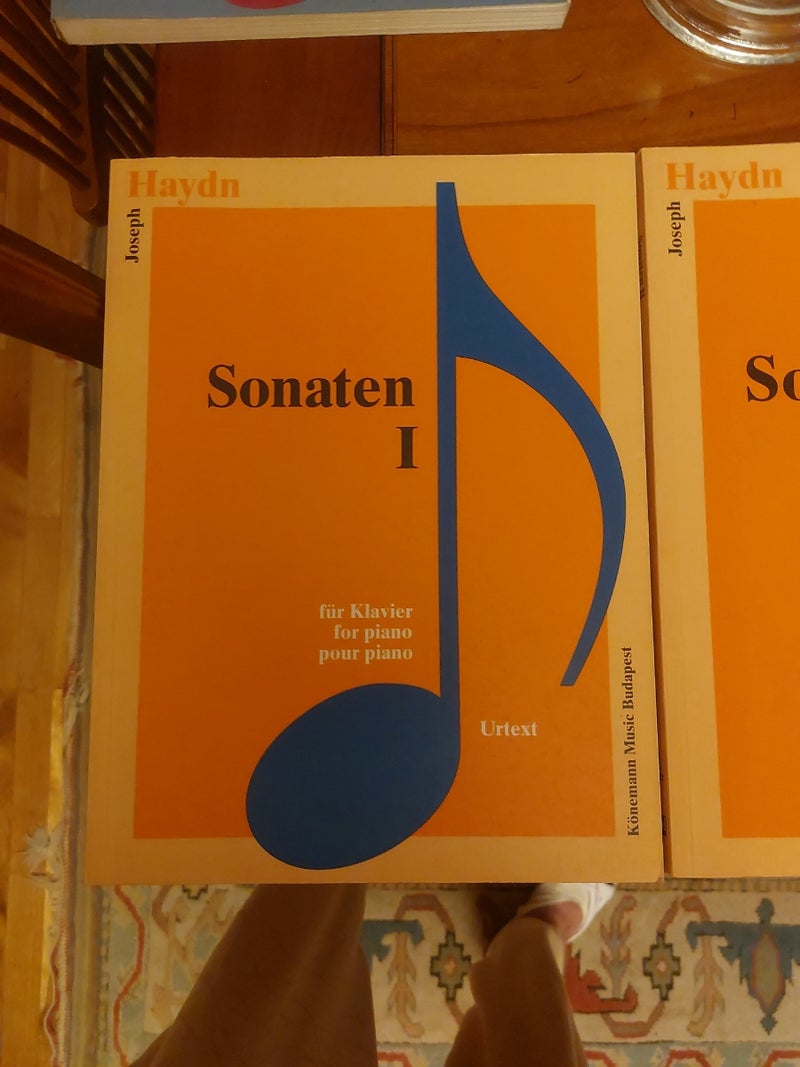 Haydn
Joseph
Sonaten
I
für Klavier
for piano
pour piano
Urtext
Könemann Music Budapest
Haydn
Joseph
So